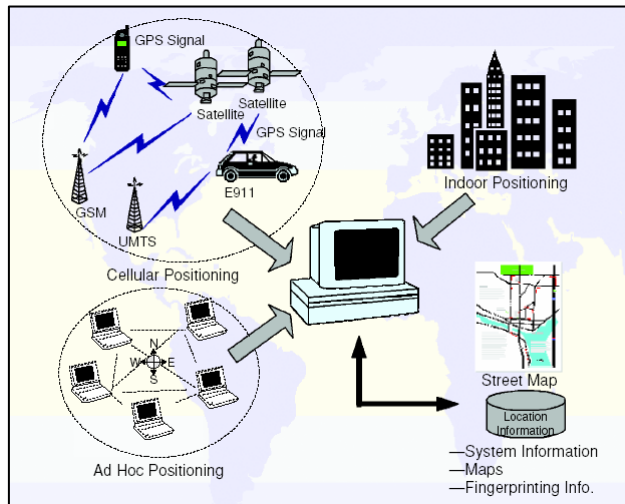 GPS Signal
Satellite
Satellite
GPS Signal
GSM
UMTS
E911
Cellular Positioning
Indoor Positioning
N
W E
S
Ad Hoc Positioning
Street Map
Location
Information
—System Information
—Maps
—Fingerprinting Info.